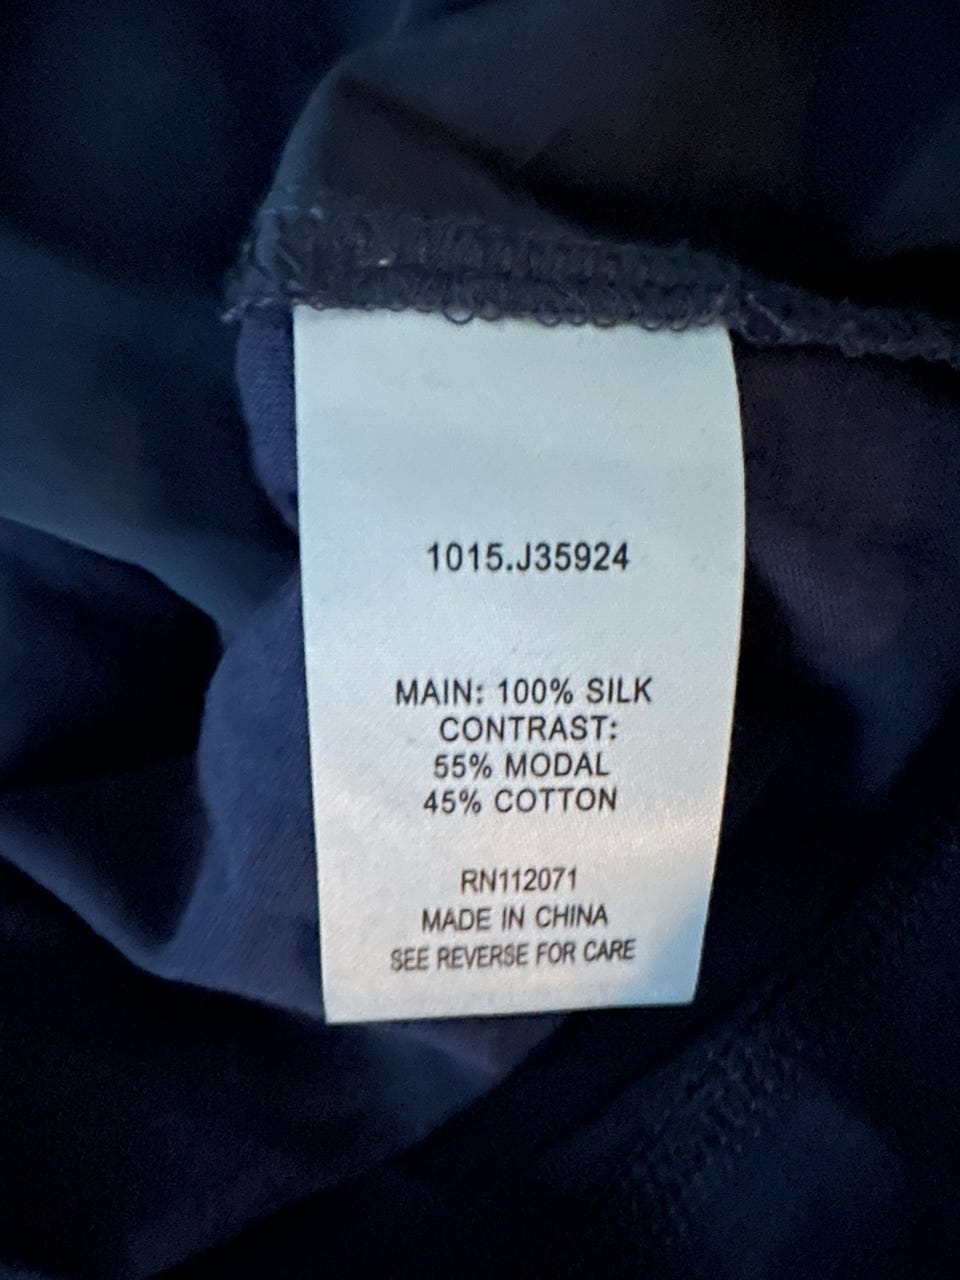 1015.J35924
MAIN: 100% SILK
CONTRAST:
55% MODAL
45% COTTON
RN112071
MADE IN CHINA
SEE REVERSE FOR CARE